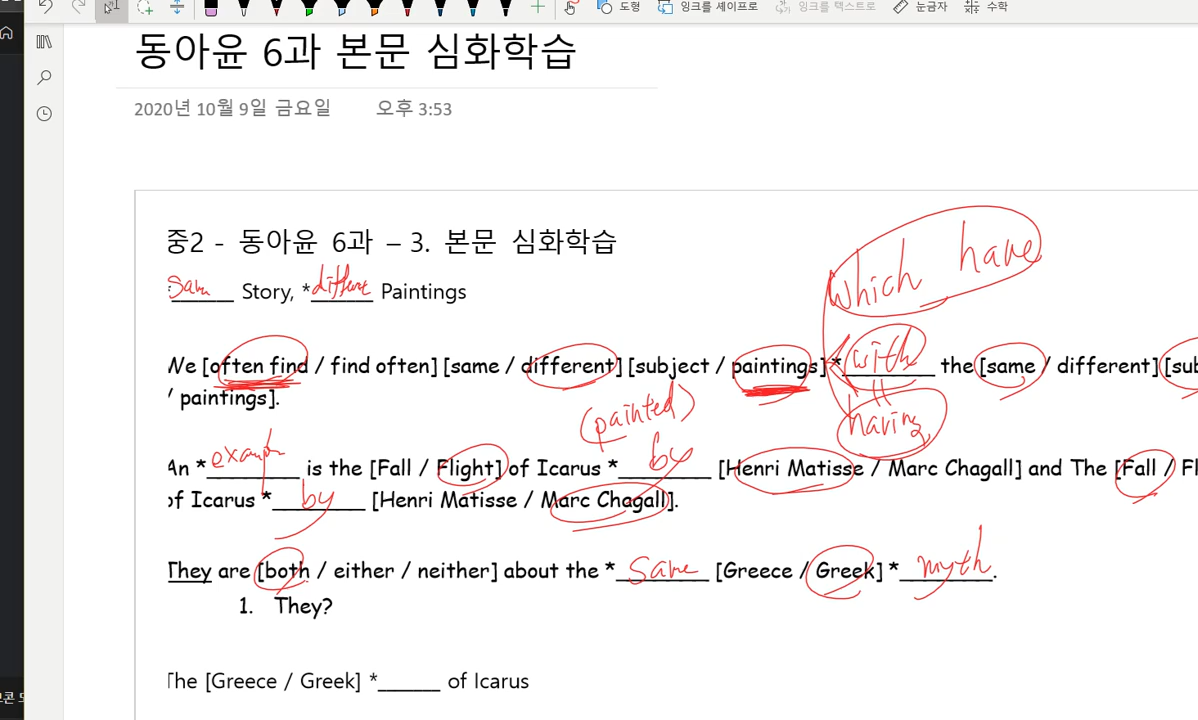 도형 잉크를 셰이프로 잉크를 텍스트로 눈금자 수학
동아윤 6과 본문 심화학습
2020년 10월 9일 금요일 오후 3:53
중2 - 동아윤 6과 – 3. 본문 심화학습
which have
Same Story, *different Paintings
We [often find / find often] [same / different] [subject / paintings] *with the [same / different] [sub
/ paintings].
(painted)
having
An *example is the [Fall / Flight] of Icarus *by [Henri Matisse / Marc Chagall] and The [Fall / Fl
of Icarus *by [Henri Matisse / Marc Chagall].
They are [both / either / neither] about the *same [Greece / Greek] *myth.
1. They?
The [Greece / Greek] *______ of Icarus